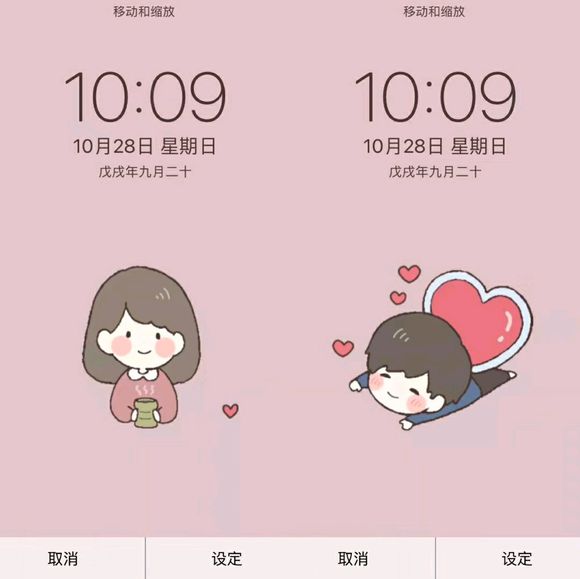 移动和缩放
10:09
10月28日 星期日
戊戌年九月二十
取消 设定
移动和缩放
10:09
10月28日 星期日
戊戌年九月二十
取消 设定